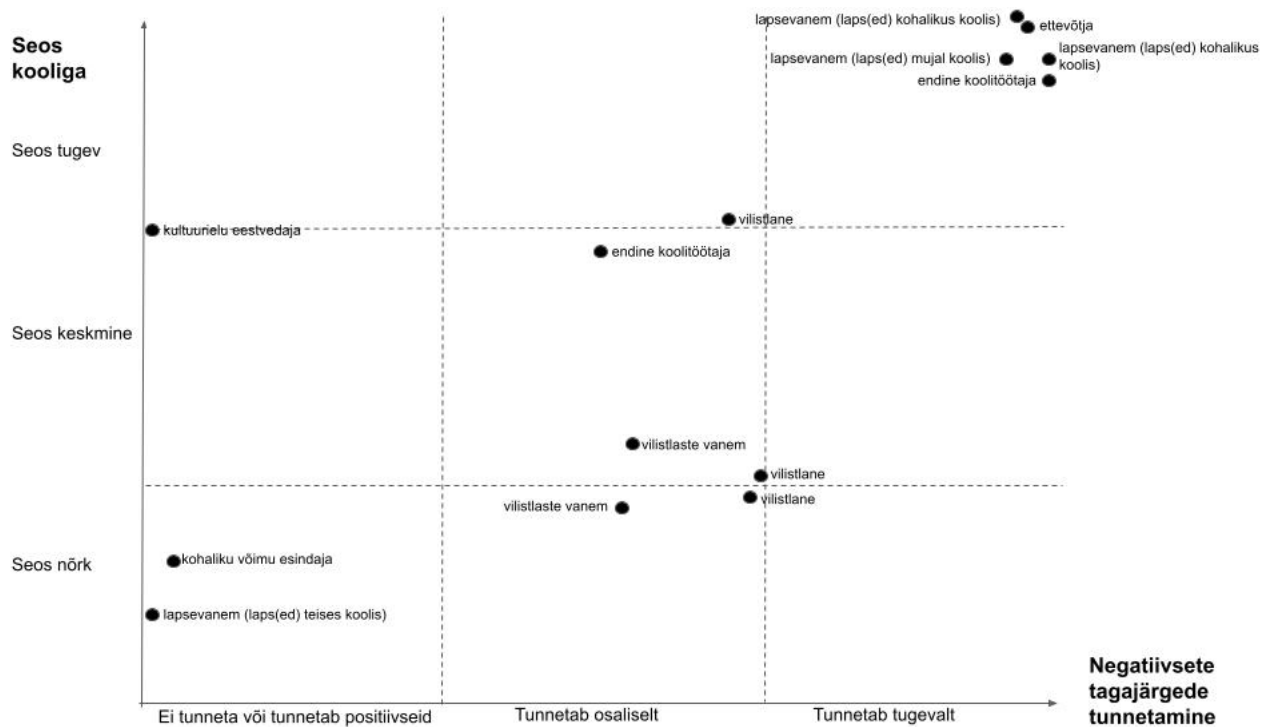 lapsevanem (laps(ed) kohalikus koolis)
ettevõtja
Seos
kooliga
lapsevanem (laps(ed) mujal koolis)
lapsevanem (laps(ed) kohalikus
koolis)
endine koolitöötaja
Seos tugev
vilistlane
kultuurielu eestvedaja
endine koolitöötaja
Seos keskmine
vilistlaste vanem
vilistlane
vilistlane
vilistlaste vanem
kohaliku võimu esindaja
Seos nõrk
lapsevanem (laps(ed) teises koolis)
Negatiivsete
tagajärgede
tunnetamine
Ei tunneta või tunnetab positiivseid
Tunnetab osaliselt
Tunnetab tugevalt